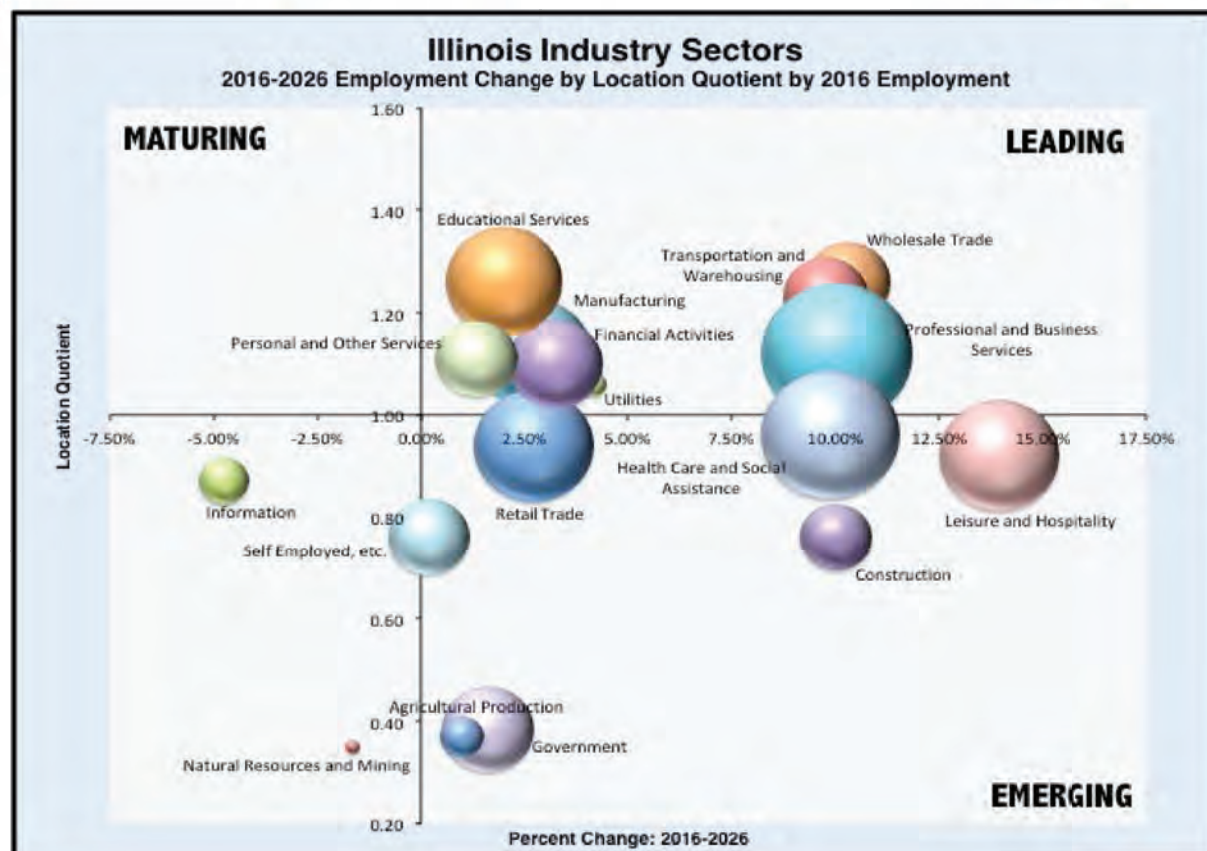 Illinois Industry Sectors
2016-2026 Employment Change by Location Quotient by 2016 Employment
1.60
MATURING
LEADING
1.40
Educational Services
Wholesale Trade
Transportation and
Warehousing
Manufacturing
1.20
Financial Activities
Professional and Business
Services
Personal and Other Services
Utilities
Location Quotient
1.00
-7.50%
-5.00%
-2.50%
0.00%
2.50%
5.00%
7.50%
10.00%
12.50%
15.00%
17.50%
Health Care and Social
Assistance
Information
0.80
Retail Trade
Leisure and Hospitality
Self Employed, etc.
Construction
0.60
Agricultural Production
0.40
Government
Natural Resources and Mining
EMERGING
0.20
Percent Change: 2016-2026